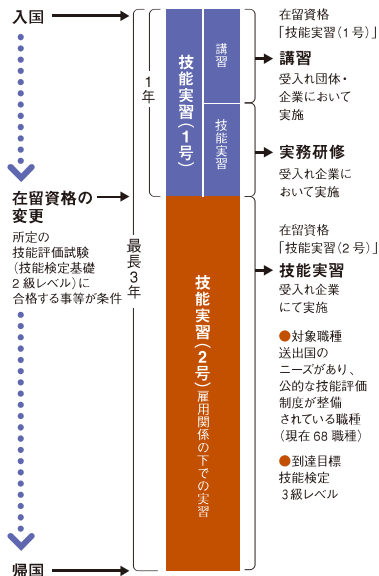 入国
在留資格の
変更
所定の
技能評価試験
（技能検定基礎
2級レベル）に
合格する事等が条件
帰国
1年
最長3年
技能実習（1号）
講習
技能実習
技能実習（2号）雇用関係の下での実習
在留資格
「技能実習（1号）」
講習
受入れ団体・
企業において
実施
実務研修
受入れ企業に
おいて実施
在留資格
「技能実習（2号）」
技能実習
受入れ企業
にて実施
●対象職種
送出国の
ニーズがあり、
公的な技能評価
制度が整備
されている職種
（現在68職種）
●到達目標
技能検定
3級レベル